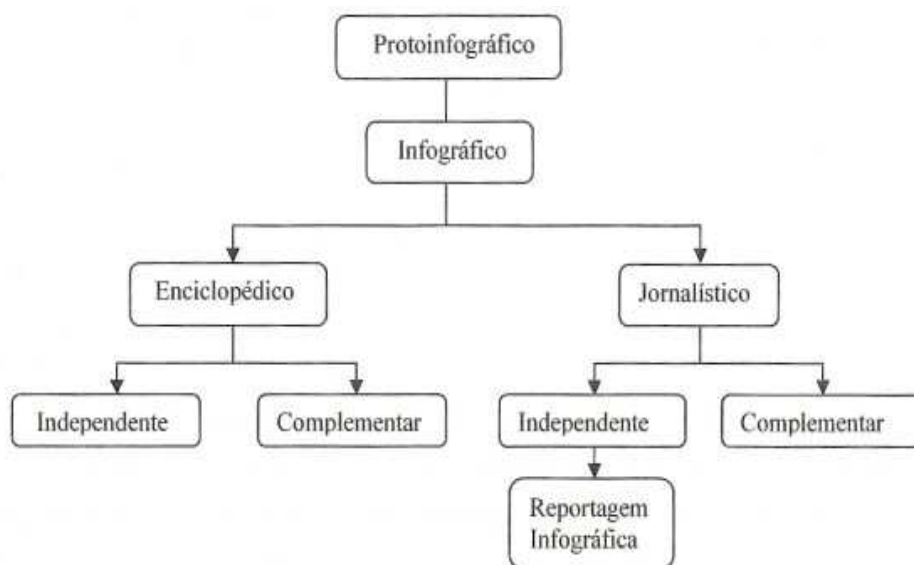 Protoinfográfico
Infográfico
Enciclopédico
Jornalístico
Independente
Complementar
Independente
Complementar
Reportagem
Infográfica